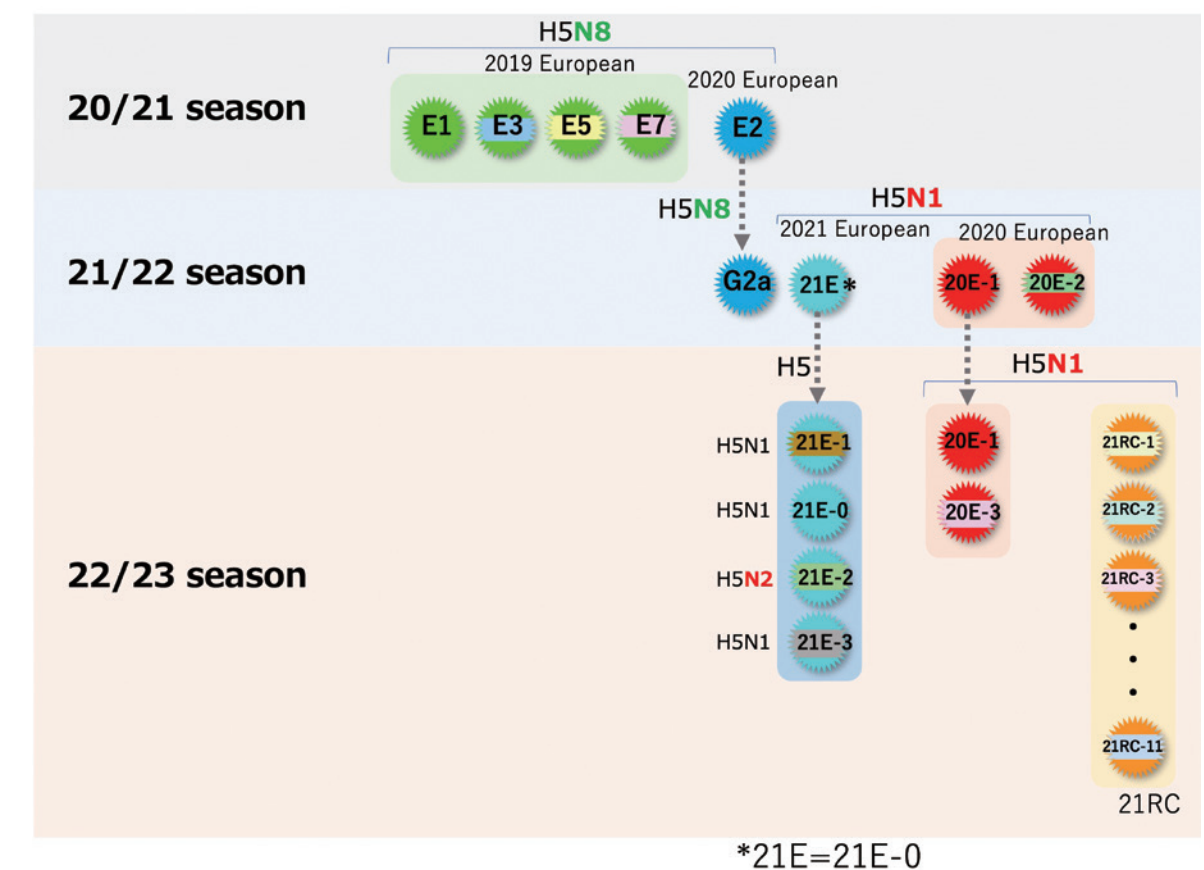 H5N8
2019 European
2020 European
20/21 season
E1 E3 E5 E7 E2
H5N8
H5N1
2021 European
2020 European
21/22 season
G2a 21E * 20E-1 20E-2
H5
H5N1
H5N1 21E-1 20E-1 21RC-1
H5N1 21E-0 20E-3 21RC-2
22/23 season
H5N2 21E-2 21RC-3
H5N1 21E-3
21RC-11
21RC
*21E=21E-0